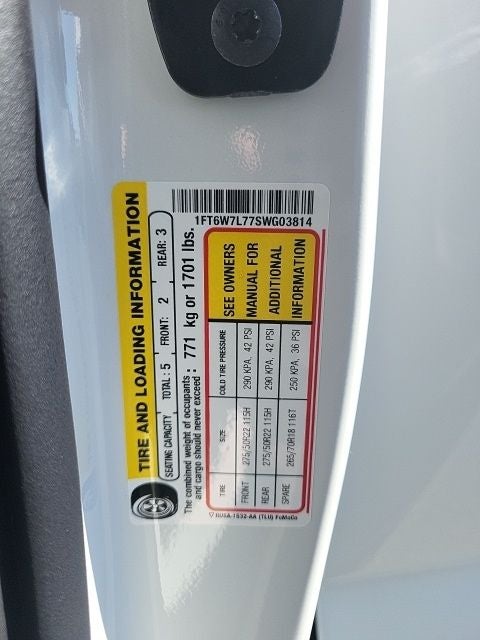 TIRE AND LOADING INFORMATION
SEATING CAPACITY TOTAL: 5 FRONT: 2 REAR: 3
The combined weight of occupants and cargo should never exceed: 771 kg or 1701 lbs.
1FT6W7L77SWG03814
TIRE SIZE COLD TIRE PRESSURE
FRONT 275/50R22 115H 290 KPA, 42 PSI
REAR 275/50R22 115H 290 KPA, 42 PSI
SPARE 265/70R18 116T 250 KPA, 36 PSI
SEE OWNERS
MANUAL FOR
ADDITIONAL
INFORMATION
(TLU) FoMoCo